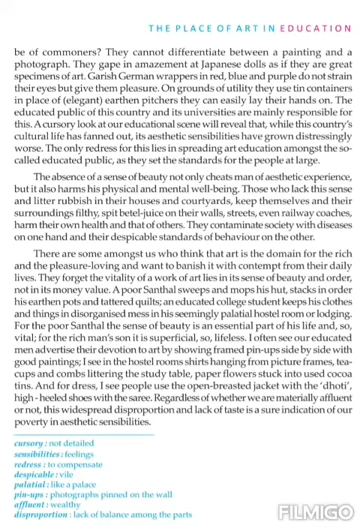 THE PLACE OF ART IN EDUCATION
be of commoners? They cannot differentiate between a painting and a
photograph. They gape in amazement at Japanese dolls as if they are great
specimens of art. Garish German wrappers in red, blue and purple do not strain
their eyes but give them pleasure. On grounds of utility they use tin containers
in place of (elegant) earthen pitchers they can easily lay their hands on. The
educated public of this country and its universities are mainly responsible for
this. A cursory look at our educational scene will reveal that, while this country's
cultural life has fanned out, its aesthetic sensibilities have grown distressingly
worse. The only redress for this lies in spreading art education amongst the so-
called educated public, as they set the standards for the people at large.
The absence of a sense of beauty not only cheats man of aesthetic experience,
but it also harms his physical and mental well-being. Those who lack this sense
and litter rubbish in their houses and courtyards, keep themselves and their
surroundings filthy, spit betel-juice on their walls, streets, even railway coaches,
harm their own health and that of others. They contaminate society with diseases
on one hand and their despicable standards of behaviour on the other.
There are some amongst us who think that art is the domain for the rich
and the pleasure-loving and want to banish it with contempt from their daily
lives. They forget the vitality of a work of art lies in its sense of beauty and order,
not in its money value. A poor Santhal sweeps and mops his hut, stacks in order
his earthen pots and tattered quilts; an educated college student keeps his clothes
and things in disorganised mess in his seemingly palatial hostel room or lodging.
For the poor Santhal the sense of beauty is an essential part of his life and, so,
vital; for the rich man's son it is superficial, so, lifeless. I often see our educated
men advertise their devotion to art by showing framed pin-ups side by side with
good paintings; I see in the hostel rooms shirts hanging from picture frames, tea-
cups and combs littering the study table, paper flowers stuck into used cocoa
tins. And for dress, I see people use the open-breasted jacket with the 'dhoti',
high - heeled shoes with the saree. Regardless of whether we are materially affluent
or not, this widespread disproportion and lack of taste is a sure indication of our
poverty in aesthetic sensibilities.
cursory : not detailed
sensibilities : feelings
redress : to compensate
despicable : vile
palatial : like a palace
pin-ups : photographs pinned on the wall
affluent : wealthy
disproportion : lack of balance among the parts
FILMIGO